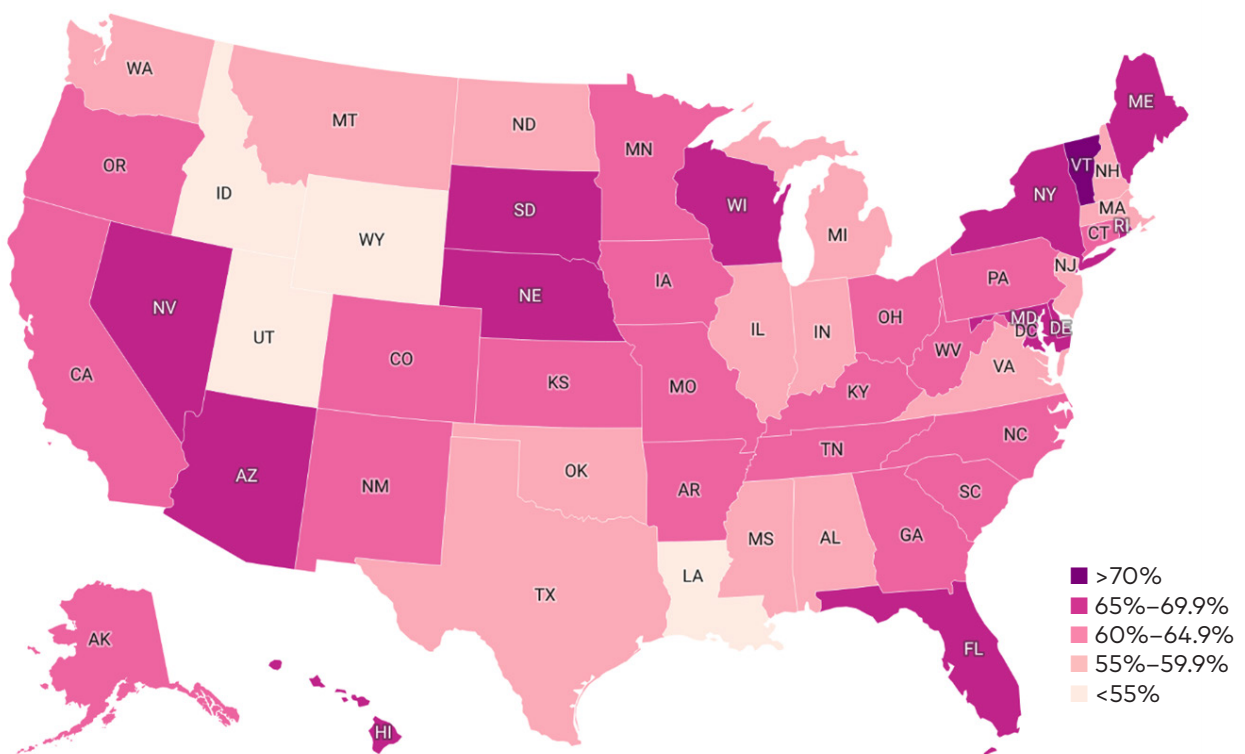 WA
MT
ND
MN
ME
OR
ID
SD
WI
VT
NH
NY
MA
WY
MI
CT
RI
NV
NE
IA
PA
NJ
UT
CO
IL
IN
OH
MD
DC
DE
CA
KS
MO
WV
VA
KY
AZ
NM
OK
TN
NC
AR
SC
MS
AL
GA
TX
LA
AK
FL
HI
>70%
65%–69.9%
60%–64.9%
55%–59.9%
<55%